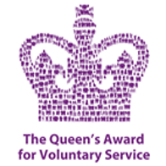 The Queen's Award
for Voluntary Service